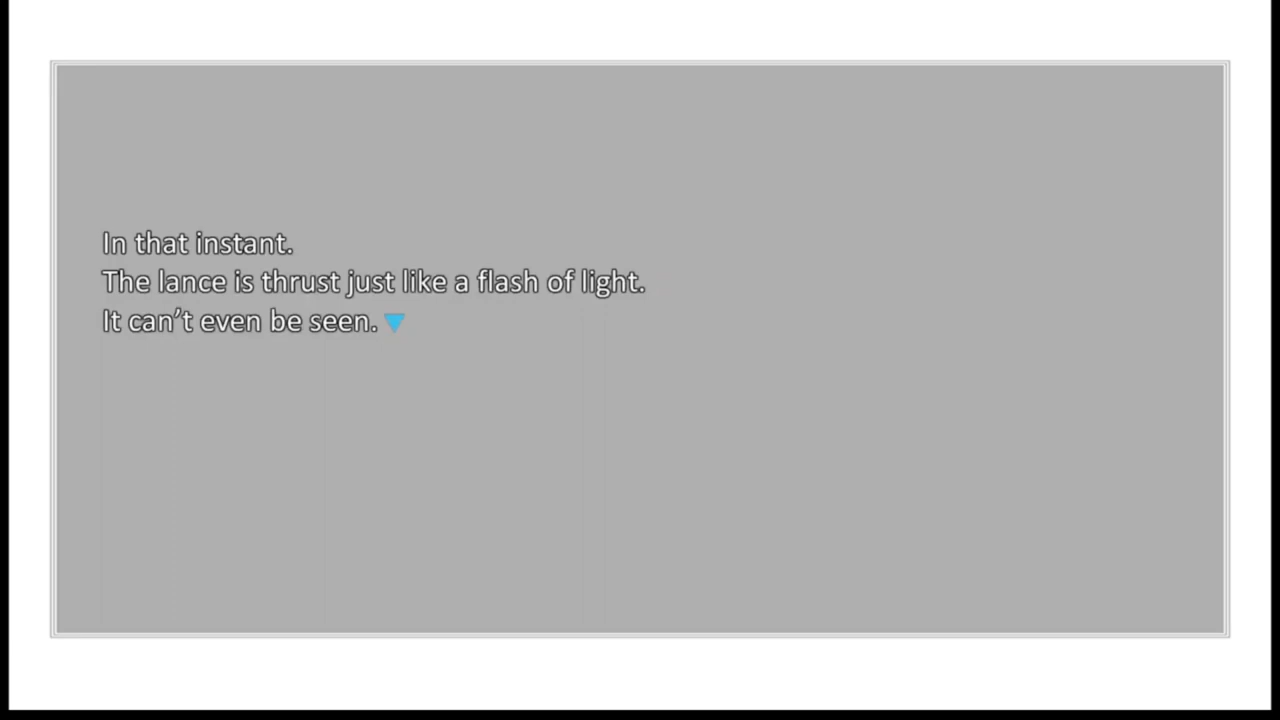 In that instant.
The lance is thrust just like a flash of light.
It can’t even be seen.